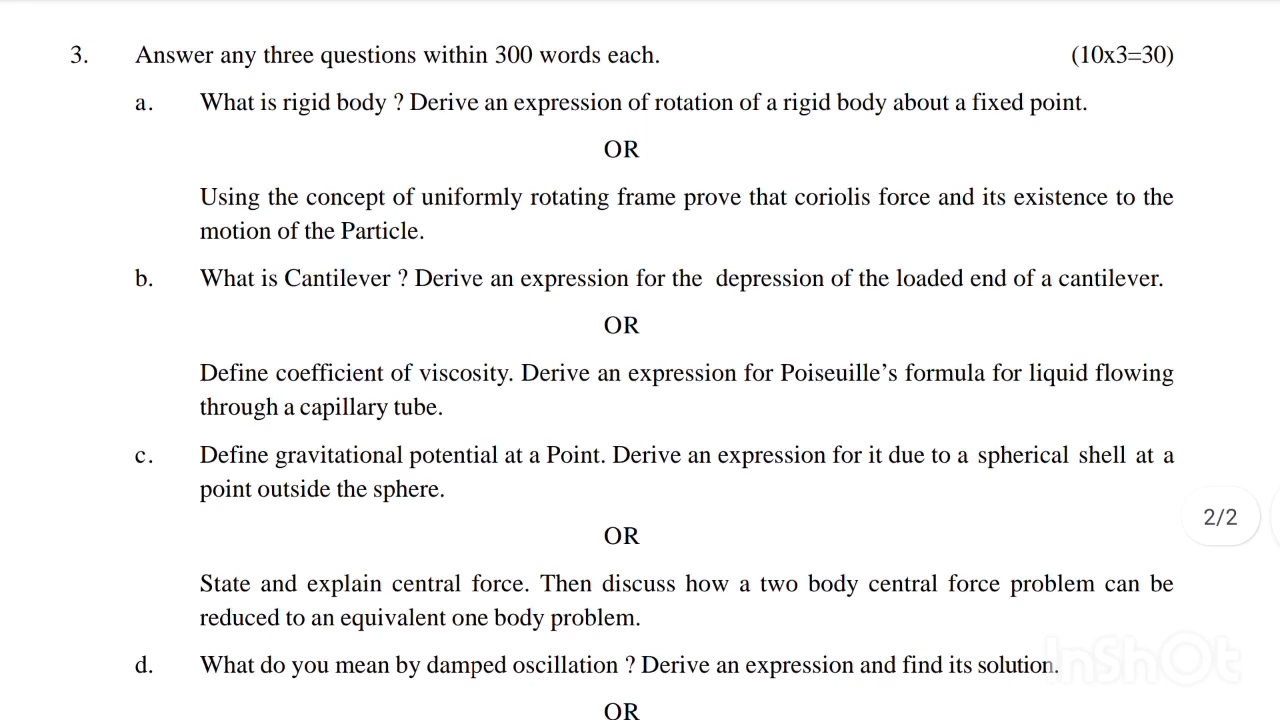 3. Answer any three questions within 300 words each. (10x3=30)
a. What is rigid body ? Derive an expression of rotation of a rigid body about a fixed point.
OR
Using the concept of uniformly rotating frame prove that coriolis force and its existence to the
motion of the Particle.
b. What is Cantilever ? Derive an expression for the depression of the loaded end of a cantilever.
OR
Define coefficient of viscosity. Derive an expression for Poiseuille’s formula for liquid flowing
through a capillary tube.
c. Define gravitational potential at a Point. Derive an expression for it due to a spherical shell at a
point outside the sphere.
2/2
OR
State and explain central force. Then discuss how a two body central force problem can be
reduced to an equivalent one body problem.
d. What do you mean by damped oscillation ? Derive an expression and find its solution.
InShOt
OR